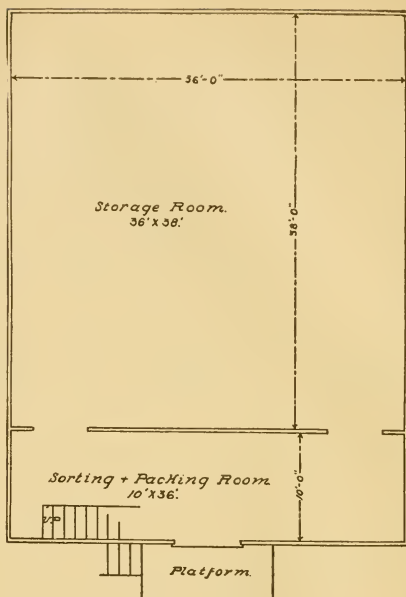 36'-0"
Storage Room.
36' X 38'.
38'-0"
Sorting + Packing Room
10' X 36'.
10'-0"
UP
Platform.